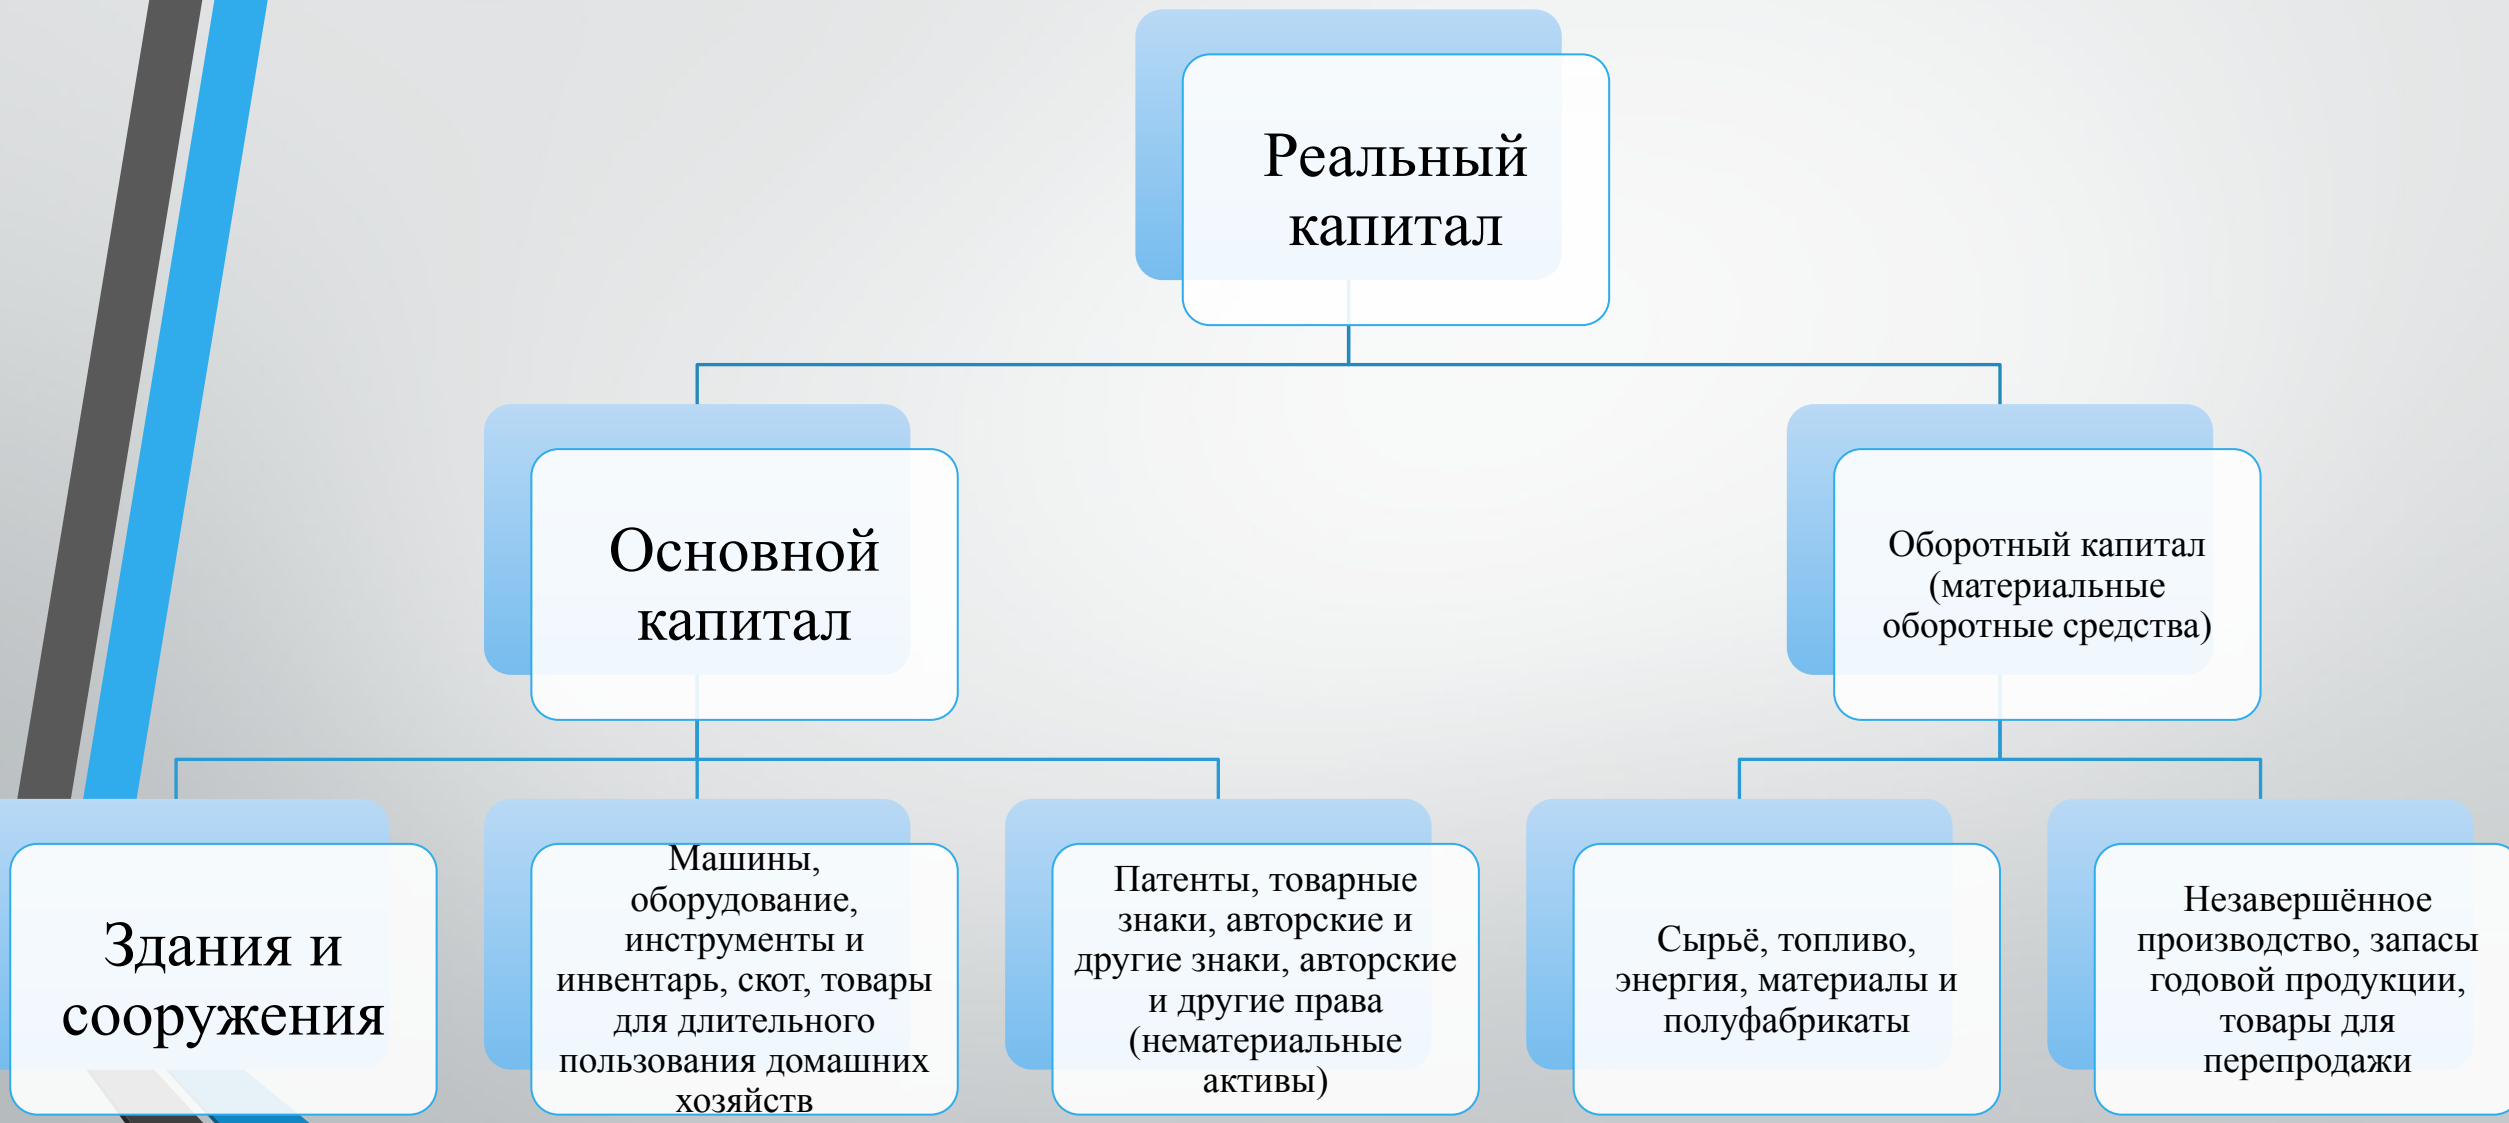 Реальный
капитал
Основной
капитал
Оборотный капитал
(материальные
оборотные средства)
Здания и
сооружения
Машины,
оборудование,
инструменты и
инвентарь, скот, товары
для длительного
пользования домашних
хозяйств
Патенты, товарные
знаки, авторские и
другие знаки, авторские
и другие права
(нематериальные
активы)
Сырьё, топливо,
энергия, материалы и
полуфабрикаты
Незавершённое
производство, запасы
годовой продукции,
товары для
перепродажи